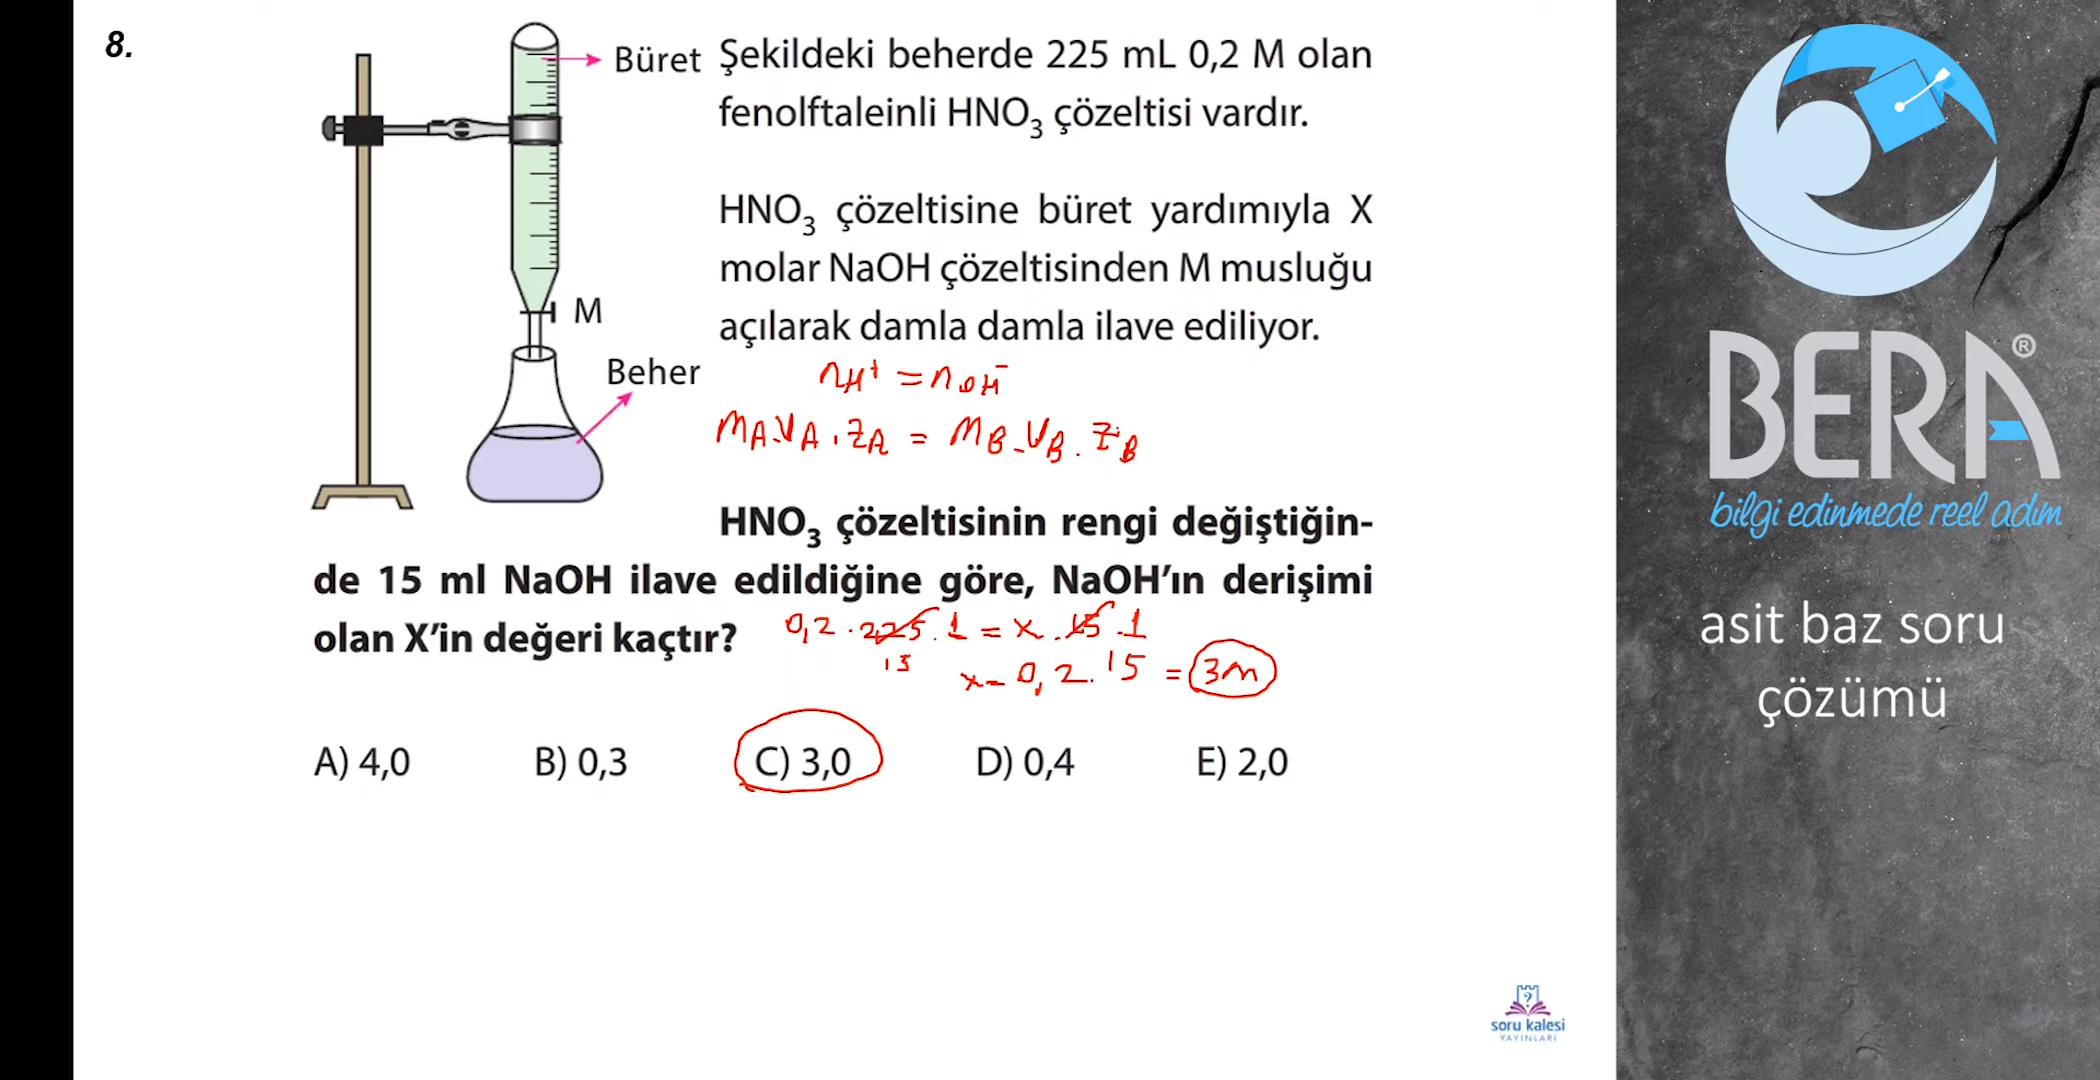 8.
Büret
Şekildeki beherde 225 mL 0,2 M olan
fenolftaleinli HNO₃ çözeltisi vardır.
HNO₃ çözeltisine büret yardımıyla X
molar NaOH çözeltisinden M musluğu
açılarak damla damla ilave ediliyor.
M
Beher
nH⁺ = nOH⁻
MA.VA.ZA = MB.VB.ZB
HNO₃ çözeltisinin rengi değiştiğin-
de 15 ml NaOH ilave edildiğine göre, NaOH'ın derişimi
olan X'in değeri kaçtır?
0,2 . 225 . 1 = x . 15 . 1
15
x = 0,2 . 15 = 3M
A) 4,0 B) 0,3 C) 3,0 D) 0,4 E) 2,0
soru kalesi
YAYINLARI
BERA®
bilgi edinmede reel adım
asit baz soru
çözümü